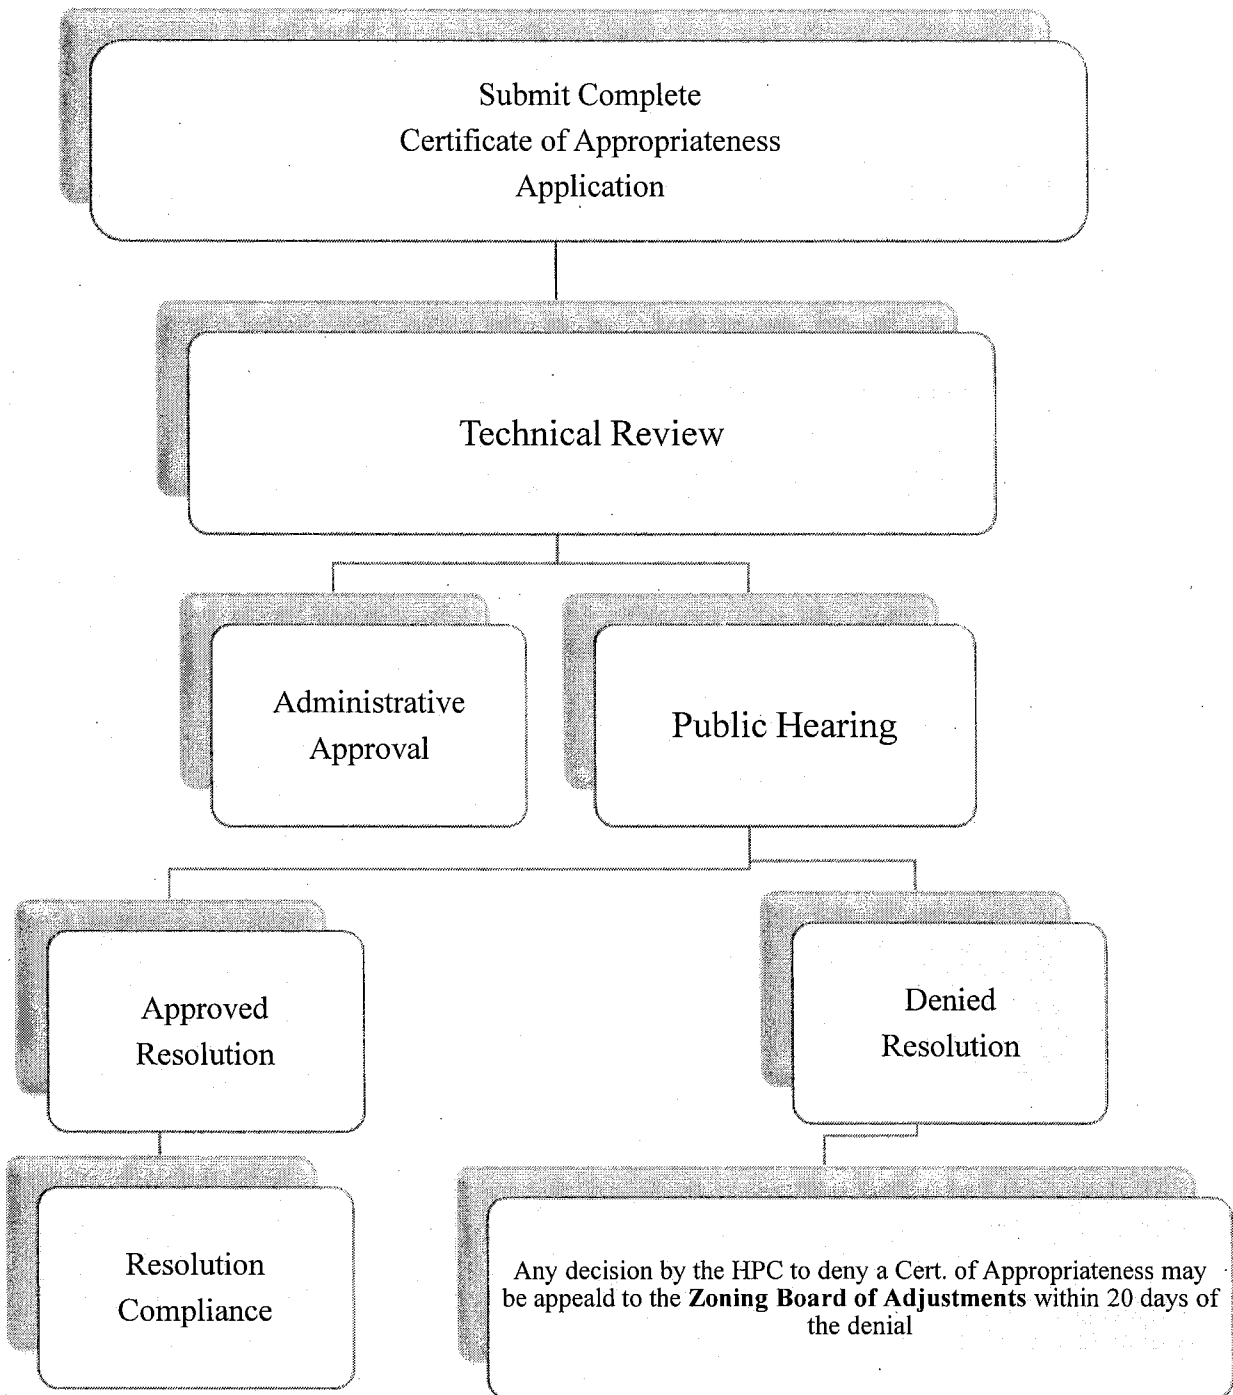 Submit Complete
Certificate of Appropriateness
Application
Technical Review
Administrative
Approval
Public Hearing
Approved
Resolution
Denied
Resolution
Resolution
Compliance
Any decision by the HPC to deny a Cert. of Appropriateness may
be appeald to the Zoning Board of Adjustments within 20 days of
the denial